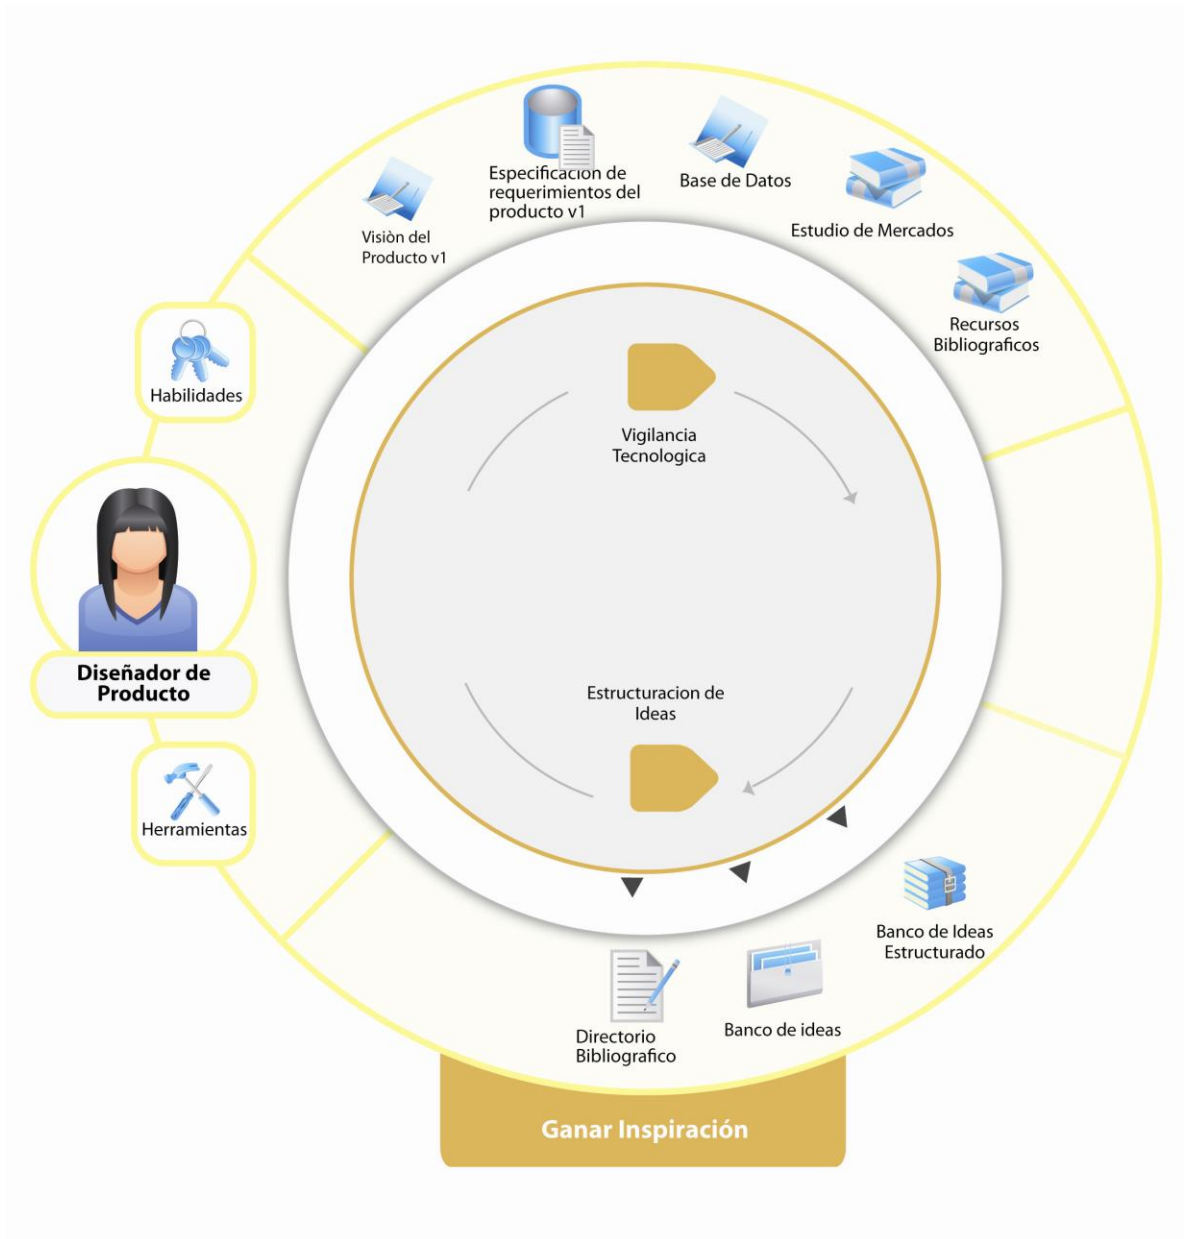 Especificación de
requerimientos del
producto v1
Base de Datos
Visiòn del
Producto v1
Estudio de Mercados
Recursos
Bibliograficos
Habilidades
Vigilancia
Tecnologica
Diseñador de
Producto
Estructuracion de
Ideas
Herramientas
Banco de Ideas
Estructurado
Banco de ideas
Directorio
Bibliografico
Ganar Inspiración